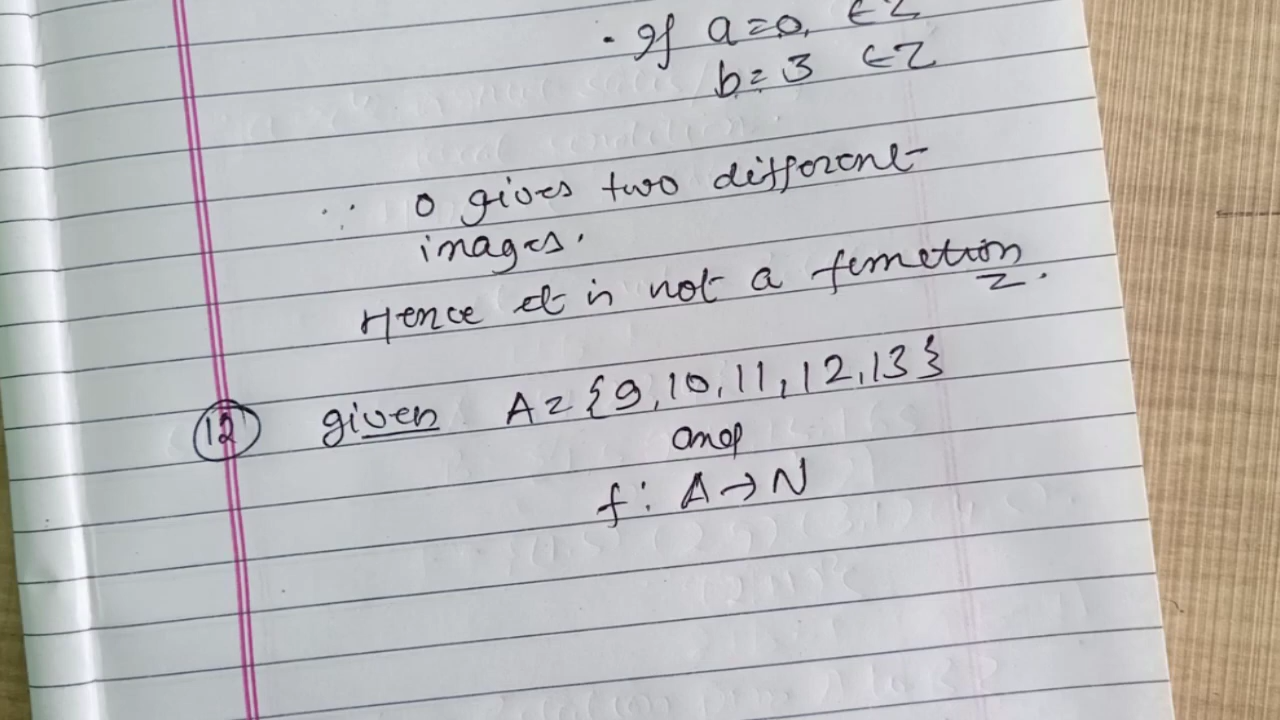 . If a=0, ∈Z
b=3 ∈Z
∵ 0 gives two different
images.
Hence it is not a function.
(12) given A={9,10,11,12,13}
and
f: A→N